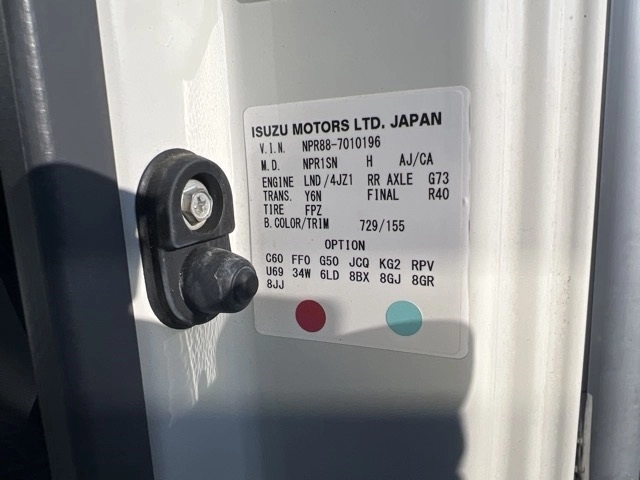 ISUZU MOTORS LTD. JAPAN
V.I.N. NPR88-7010196
M.D. NPR1SN H AJ/CA
ENGINE LND/4JZ1 RR AXLE G73
TRANS. Y6N FINAL R40
TIRE FPZ
B.COLOR/TRIM 729/155
OPTION
C60 FFO G50 JCQ KG2 RPV
U69 34W 6LD 8BX 8GJ 8GR
8JJ